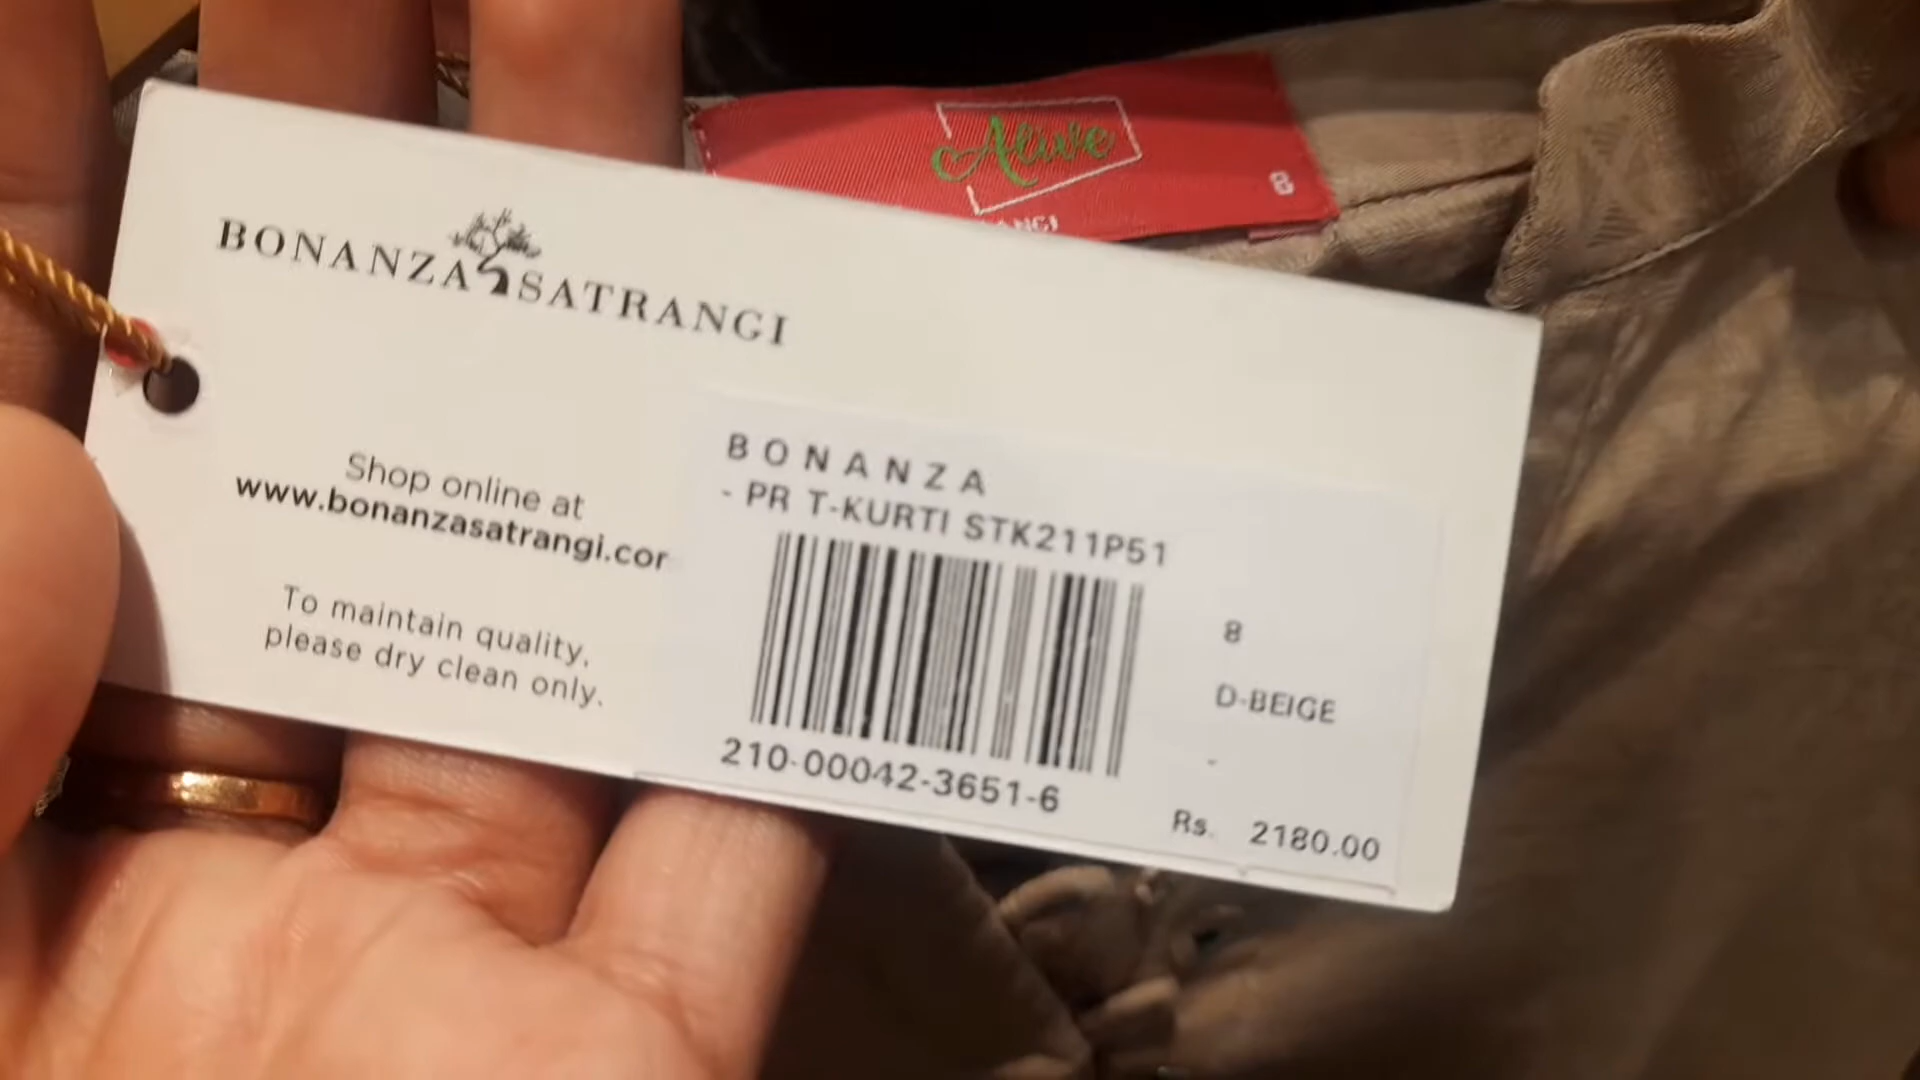 Alive
8
BONANZA SATRANGI
Shop online at
www.bonanzasatrangi.cor
To maintain quality,
please dry clean only.
BONANZA
- PR T-KURTI STK211P51
8
D-BEIGE
-
210-00042-3651-6
Rs. 2180.00